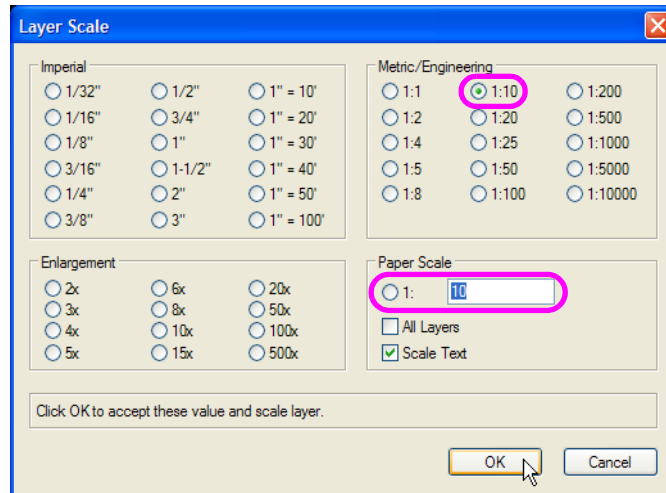 Layer Scale
Imperial
1/32" 1/2" 1" = 10'
1/16" 3/4" 1" = 20'
1/8" 1" 1" = 30'
3/16" 1-1/2" 1" = 40'
1/4" 2" 1" = 50'
3/8" 3" 1" = 100'
Metric/Engineering
1:1 1:10 1:200
1:2 1:20 1:500
1:4 1:25 1:1000
1:5 1:50 1:5000
1:8 1:100 1:10000
Enlargement
2x 6x 20x
3x 8x 50x
4x 10x 100x
5x 15x 500x
Paper Scale
1: 10
All Layers
Scale Text
Click OK to accept these value and scale layer.
OK Cancel